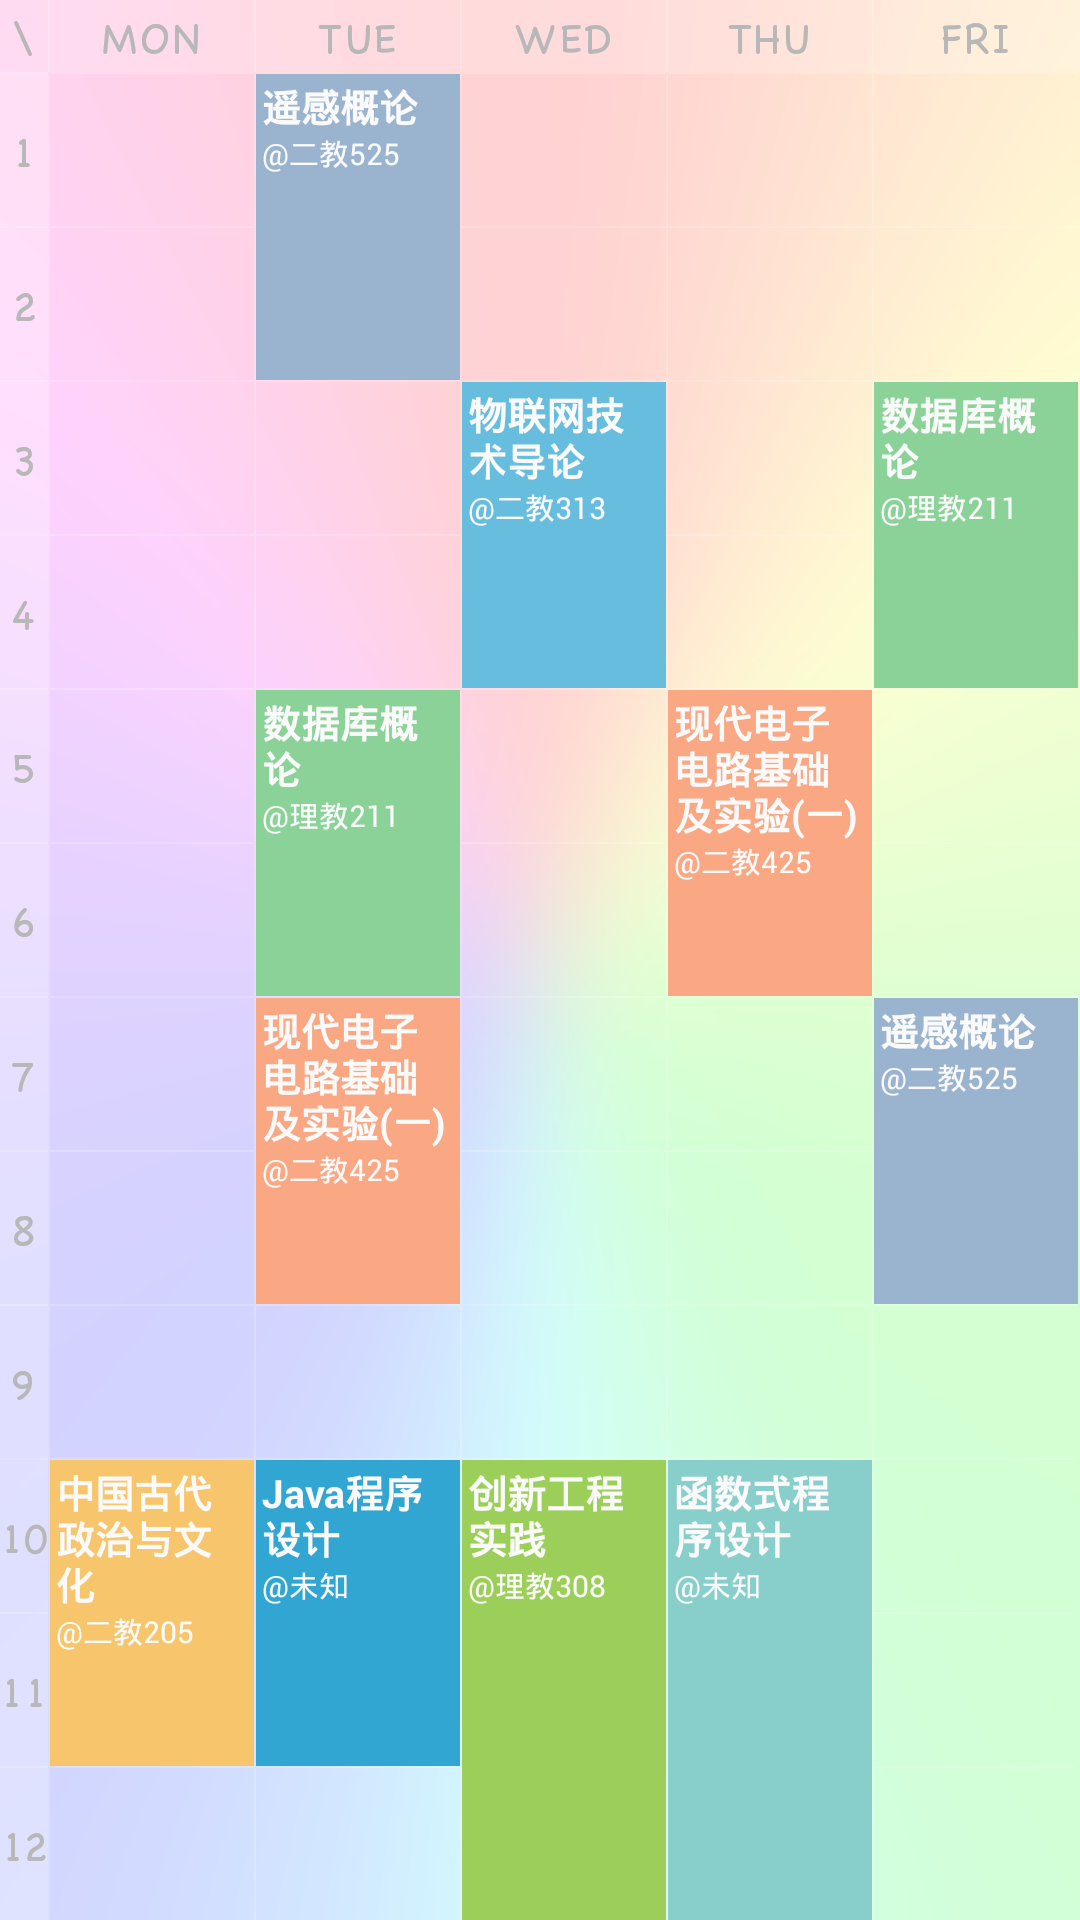 \ MON TUE WED THU FRI
1
遥感概论
@二教525
2
3
物联网技
术导论
@二教313
数据库概
论
@理教211
4
5
数据库概
论
@理教211
现代电子
电路基础
及实验(一)
@二教425
6
7
现代电子
电路基础
及实验(一)
@二教425
遥感概论
@二教525
8
9
10
中国古代
政治与文
化
@二教205
Java程序
设计
@未知
创新工程
实践
@理教308
函数式程
序设计
@未知
11
12